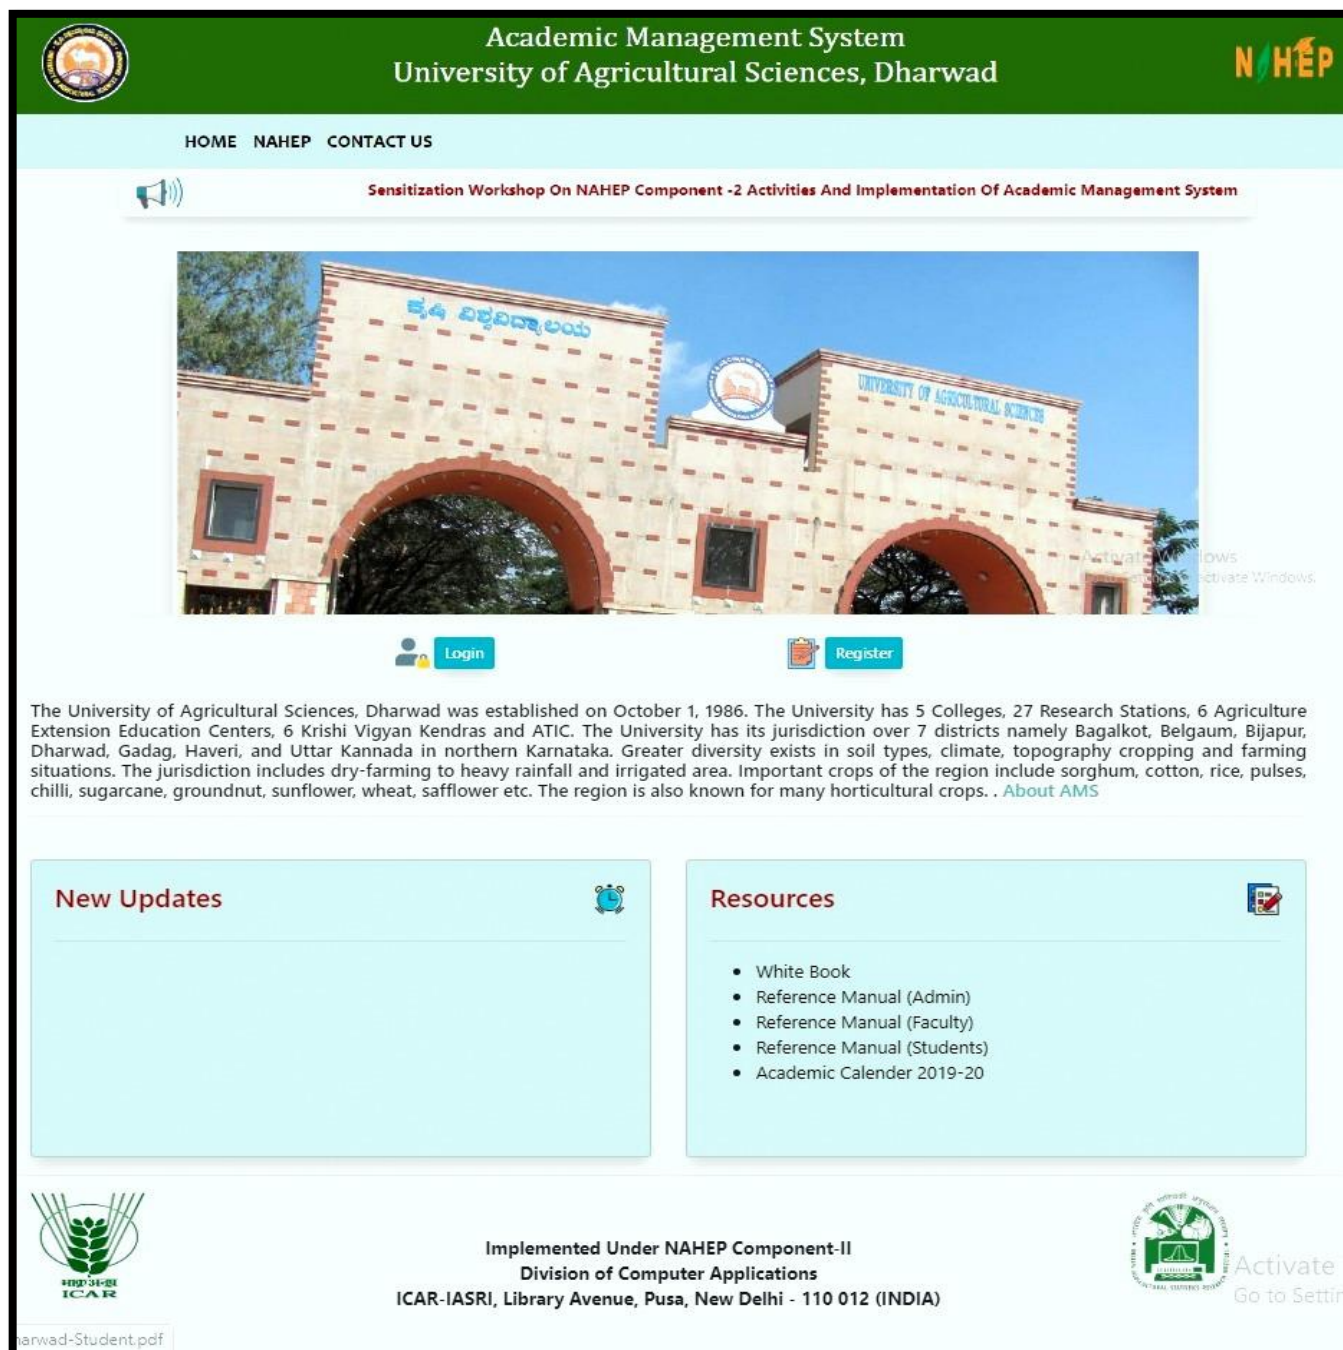 Academic Management System
University of Agricultural Sciences, Dharwad
NAHEP
HOME NAHEP CONTACT US
Sensitization Workshop On NAHEP Component -2 Activities And Implementation Of Academic Management System
ಕೃಷಿ ವಿಶ್ವವಿದ್ಯಾಲಯ
UNIVERSITY OF AGRICULTURAL SCIENCES
Activate Windows
activate Windows.
Login
Register
The University of Agricultural Sciences, Dharwad was established on October 1, 1986. The University has 5 Colleges, 27 Research Stations, 6 Agriculture
Extension Education Centers, 6 Krishi Vigyan Kendras and ATIC. The University has its jurisdiction over 7 districts namely Bagalkot, Belgaum, Bijapur,
Dharwad, Gadag, Haveri, and Uttar Kannada in northern Karnataka. Greater diversity exists in soil types, climate, topography cropping and farming
situations. The jurisdiction includes dry-farming to heavy rainfall and irrigated area. Important crops of the region include sorghum, cotton, rice, pulses,
chilli, sugarcane, groundnut, sunflower, wheat, safflower etc. The region is also known for many horticultural crops. . About AMS
New Updates
Resources
White Book
Reference Manual (Admin)
Reference Manual (Faculty)
Reference Manual (Students)
Academic Calender 2019-20
भाकृअनुप
ICAR
Implemented Under NAHEP Component-II
Division of Computer Applications
ICAR-IASRI, Library Avenue, Pusa, New Delhi - 110 012 (INDIA)
Activate
Go to Settin
harwad-Student.pdf